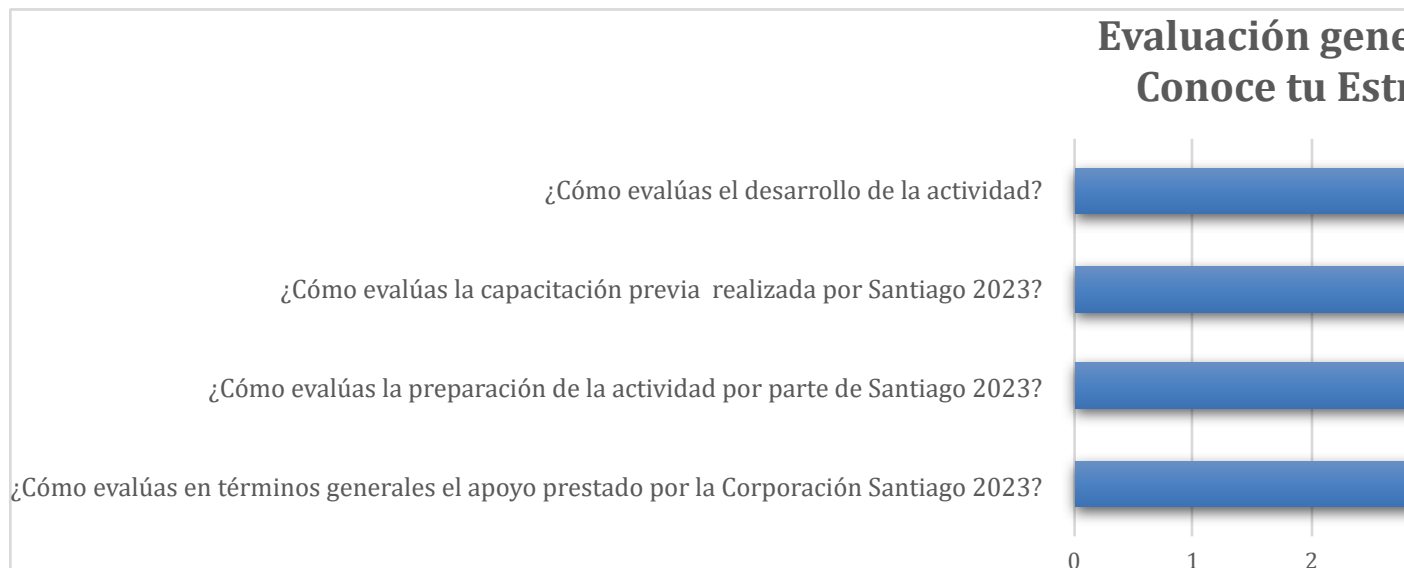 Evaluación gene
Conoce tu Estr
¿Cómo evalúas el desarrollo de la actividad?
¿Cómo evalúas la capacitación previa  realizada por Santiago 2023?
¿Cómo evalúas la preparación de la actividad por parte de Santiago 2023?
¿Cómo evalúas en términos generales el apoyo prestado por la Corporación Santiago 2023?
0 1 2